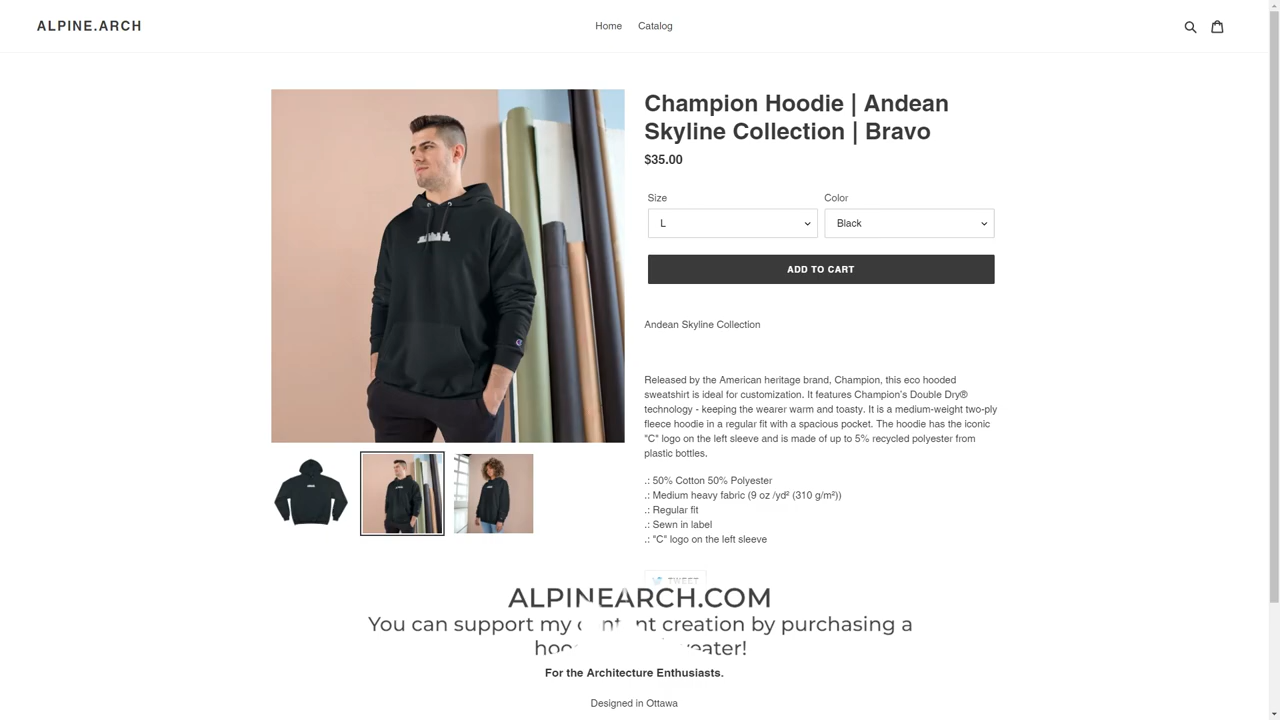 ALPINE.ARCH
Home Catalog
Champion Hoodie | Andean
Skyline Collection | Bravo
$35.00
Size Color
L Black
ADD TO CART
Andean Skyline Collection
Released by the American heritage brand, Champion, this eco hooded
sweatshirt is ideal for customization. It features Champion's Double Dry®
technology - keeping the wearer warm and toasty. It is a medium-weight two-ply
fleece hoodie in a regular fit with a spacious pocket. The hoodie has the iconic
"C" logo on the left sleeve and is made of up to 5% recycled polyester from
plastic bottles.
.: 50% Cotton 50% Polyester
.: Medium heavy fabric (9 oz /yd² (310 g/m²))
.: Regular fit
.: Sewn in label
.: "C" logo on the left sleeve
TWEET
ALPINEARCH.COM
You can support my creation by purchasing a
For the Architecture Enthusiasts.
Designed in Ottawa